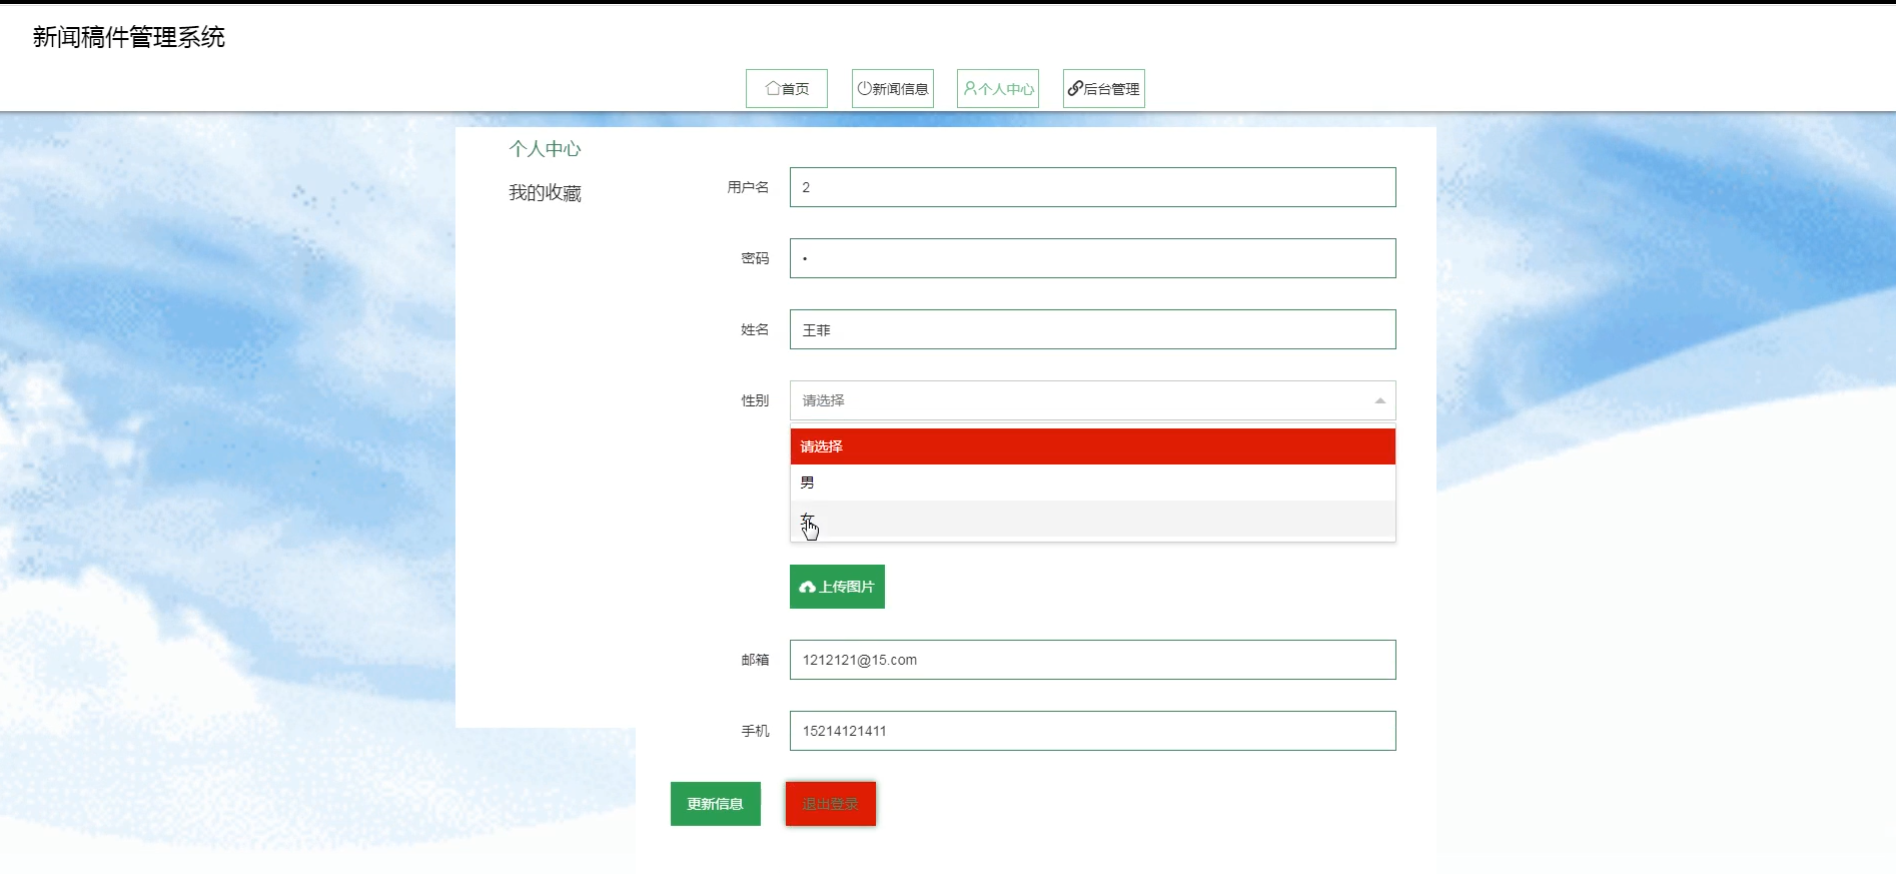 新闻稿件管理系统
首页 新闻信息 个人中心 后台管理
个人中心
我的收藏
用户名 2
密码 •
姓名 王菲
性别 请选择
请选择
男
女
上传图片
邮箱 1212121@15.com
手机 15214121411
更新信息 退出登录